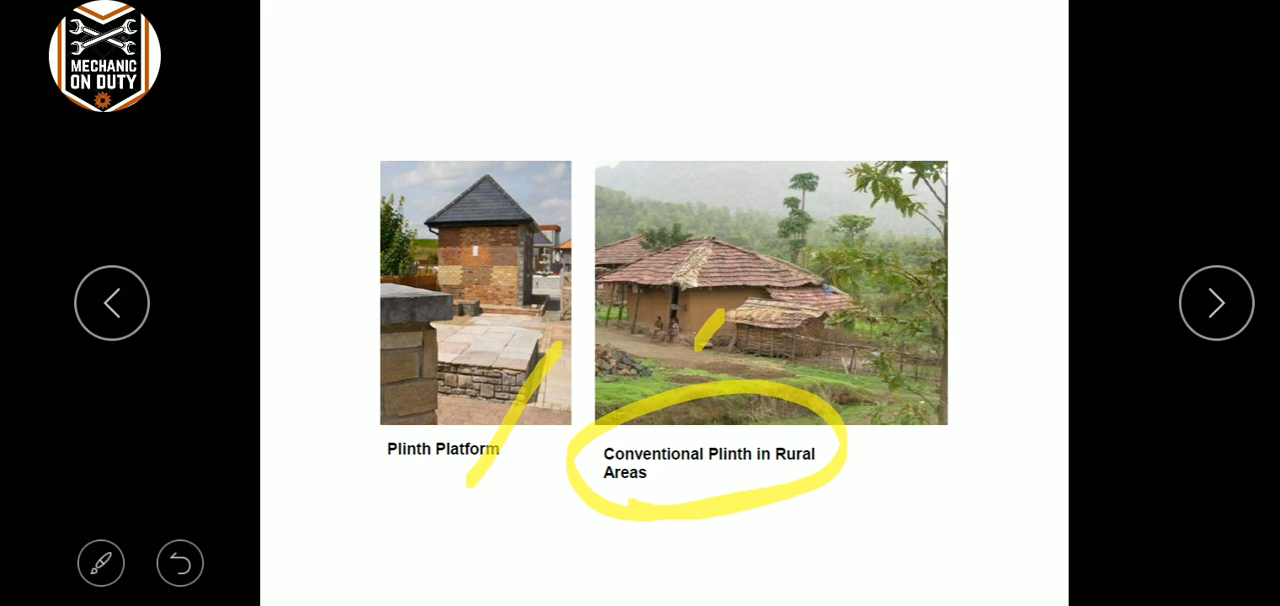 MECHANIC
ON DUTY
Plinth Platform
Conventional Plinth in Rural
Areas